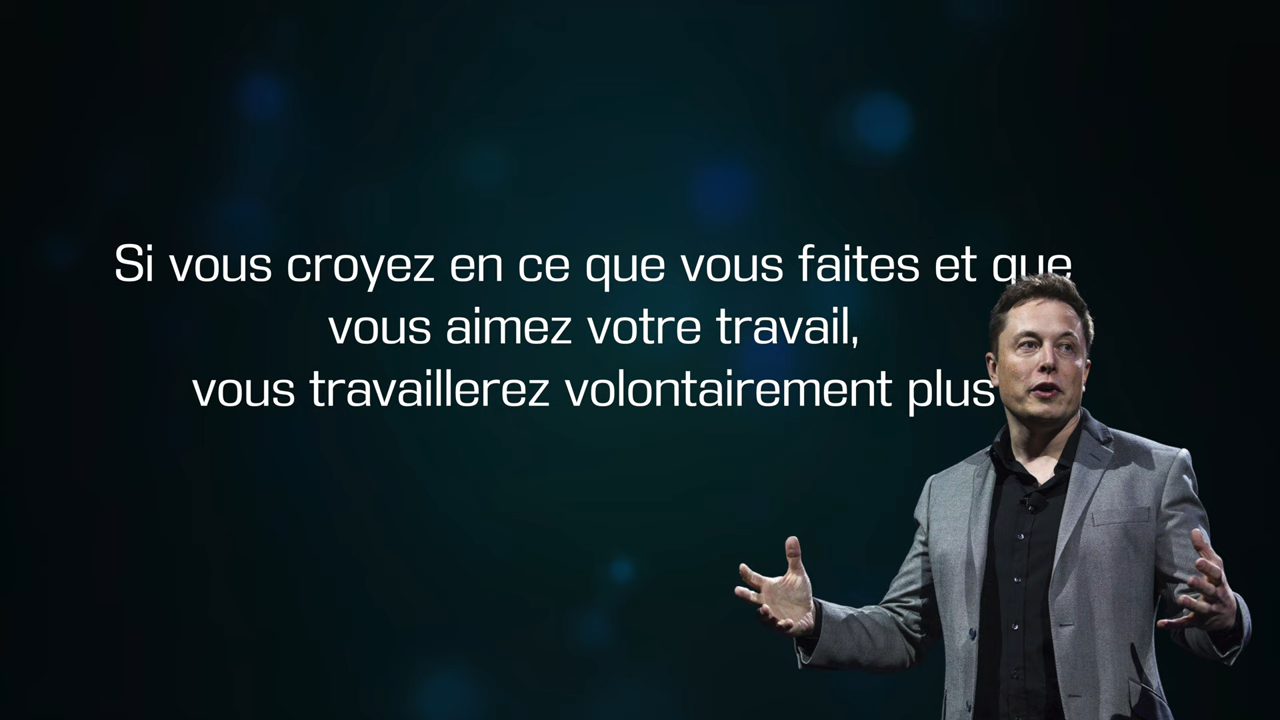 Si vous croyez en ce que vous faites et que
vous aimez votre travail,
vous travaillerez volontairement plus